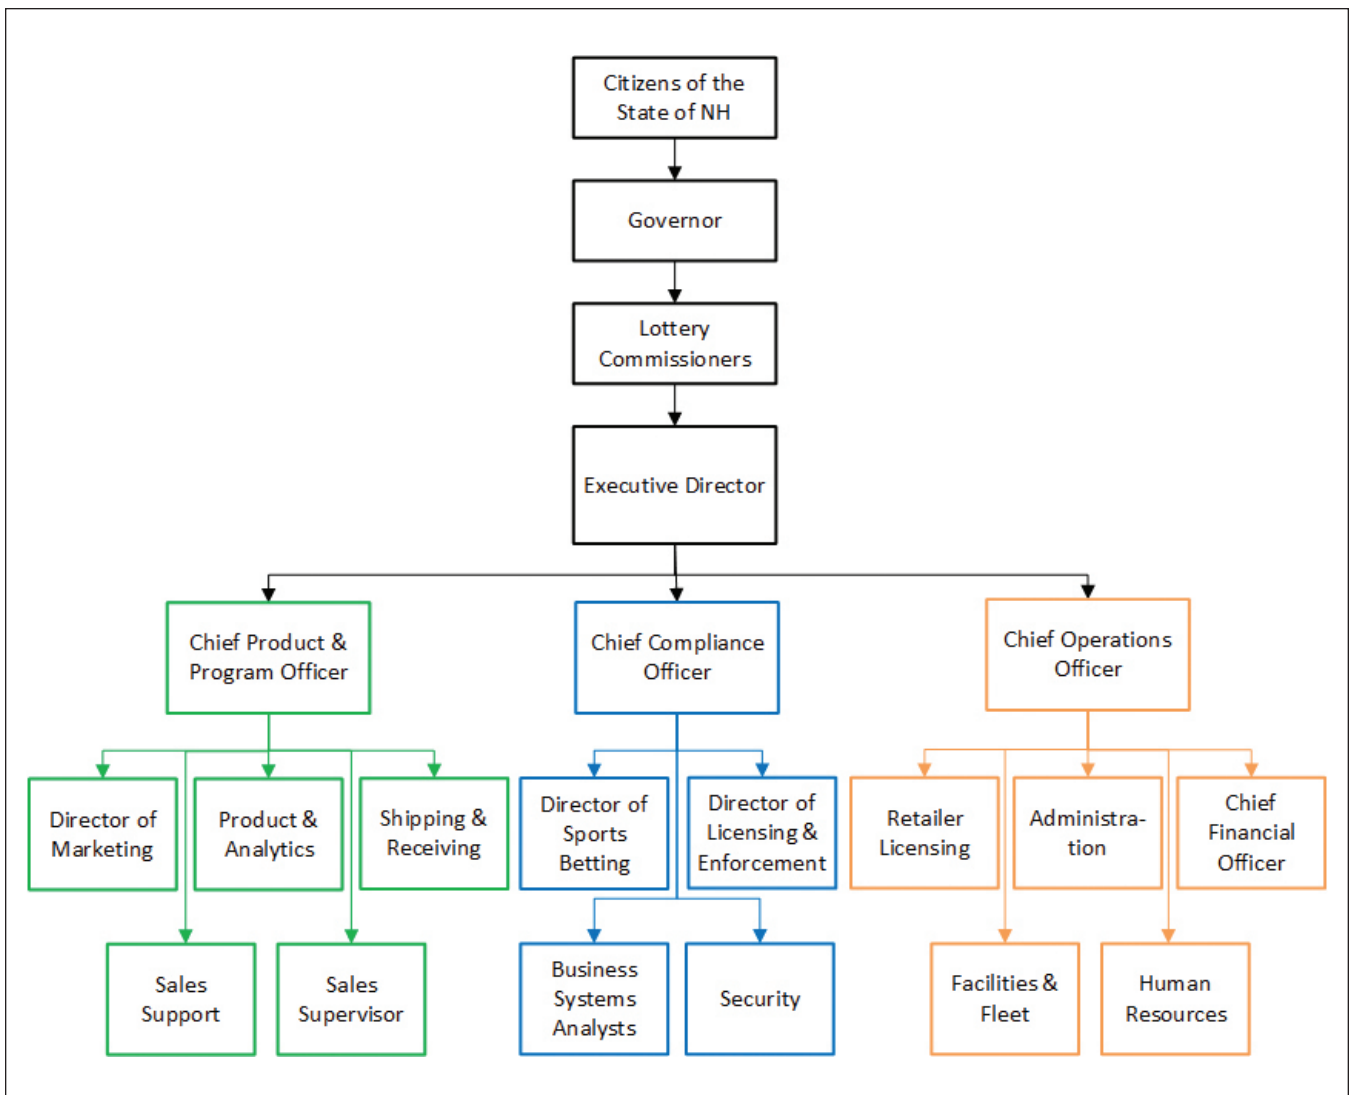 Citizens of the
State of NH
Governor
Lottery
Commissioners
Executive Director
Chief Product &
Program Officer
Chief Compliance
Officer
Chief Operations
Officer
Director of
Marketing
Product &
Analytics
Shipping &
Receiving
Director of
Sports
Betting
Director of
Licensing &
Enforcement
Retailer
Licensing
Administra-
tion
Chief
Financial
Officer
Sales
Support
Sales
Supervisor
Business
Systems
Analysts
Security
Facilities &
Fleet
Human
Resources